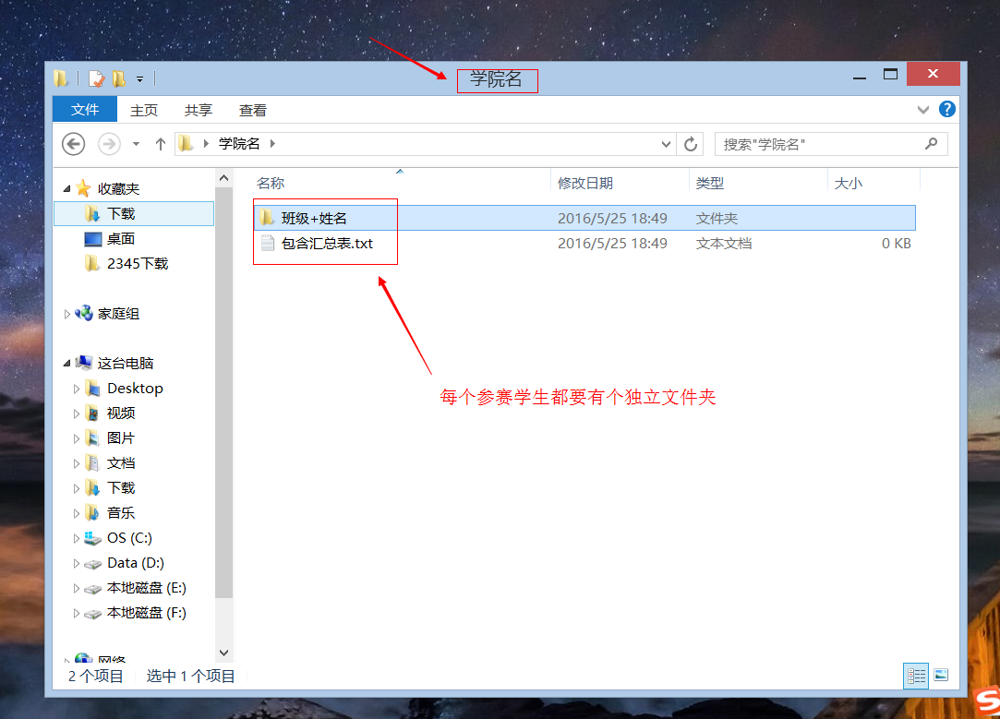 学院名
文件 主页 共享 查看
学院名 搜索"学院名"
名称 修改日期 类型 大小
班级+姓名 2016/5/25 18:49 文件夹
包含汇总表.txt 2016/5/25 18:49 文本文档 0 KB
每个参赛学生都要有个独立文件夹
收藏夹
下载
桌面
2345下载
家庭组
这台电脑
Desktop
视频
图片
文档
下载
音乐
OS (C:)
Data (D:)
本地磁盘 (E:)
本地磁盘 (F:)
网络
2 个项目 选中 1 个项目